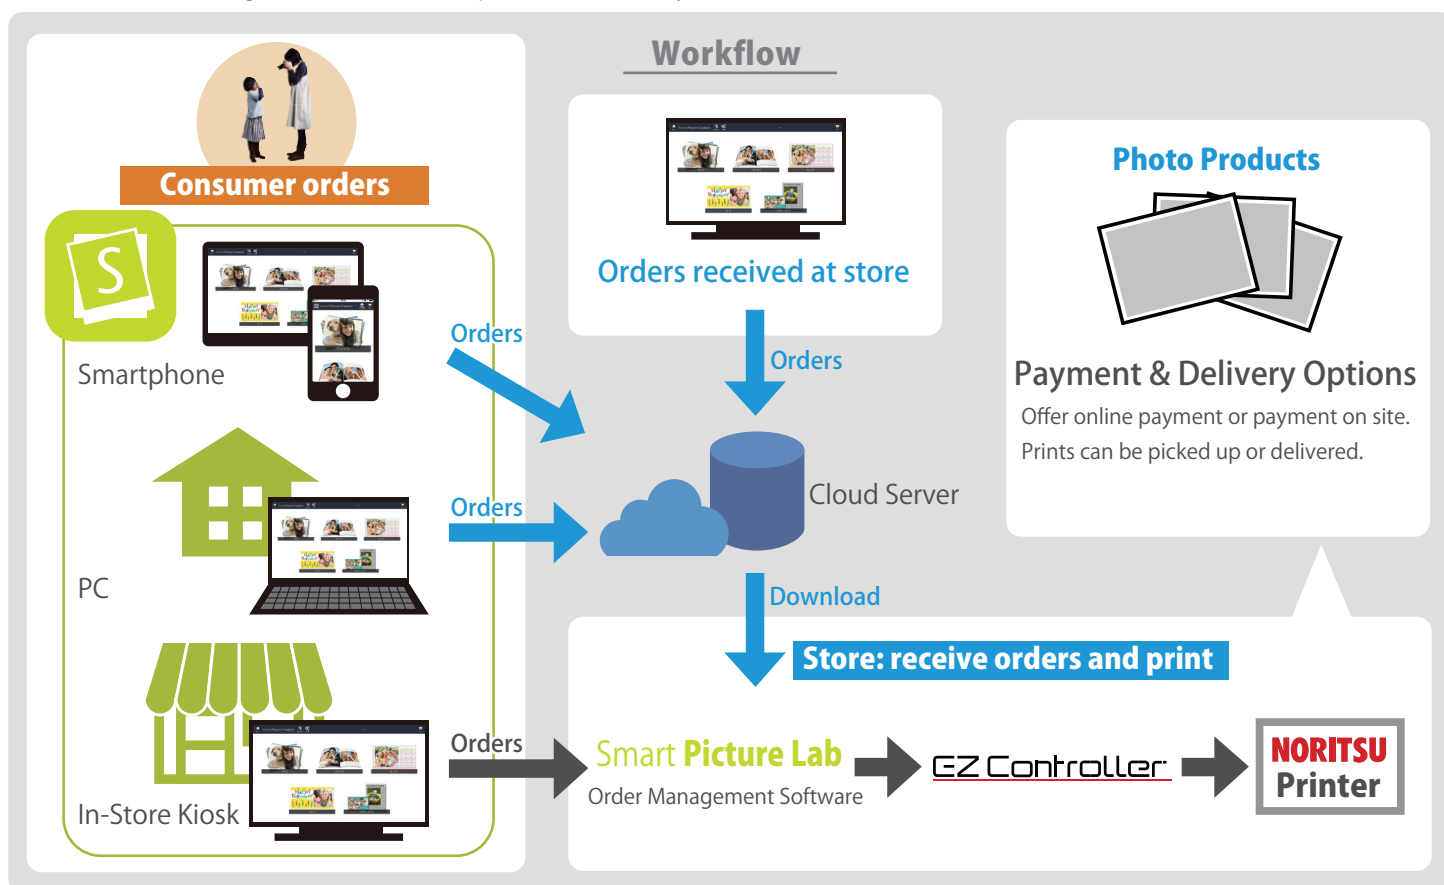 Workflow
Consumer orders
S
Smartphone
Orders
PC
Orders
In-Store Kiosk
Orders
Orders received at store
Orders
Cloud Server
Download
Photo Products
Payment & Delivery Options
Offer online payment or payment on site.
Prints can be picked up or delivered.
Store: receive orders and print
Smart Picture Lab
Order Management Software
EZ Controller
NORITSU
Printer